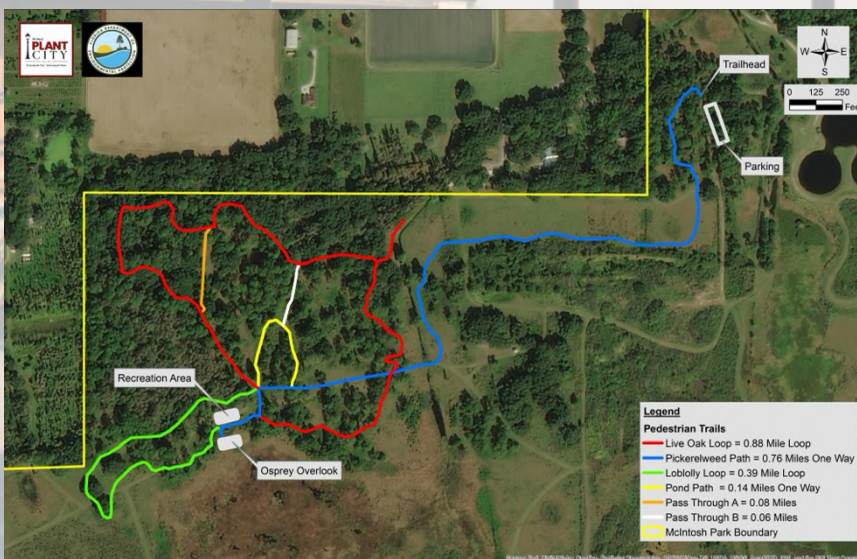 PLANT
CITY
N
W E
S
Trailhead
0 125 250
Fee
Parking
Recreation Area
Osprey Overlook
Legend
Pedestrian Trails
Live Oak Loop = 0.88 Mile Loop
Pickerelweed Path = 0.76 Miles One Way
Loblolly Loop = 0.39 Mile Loop
Pond Path = 0.14 Miles One Way
Pass Through A = 0.08 Miles
Pass Through B = 0.06 Miles
McIntosh Park Boundary